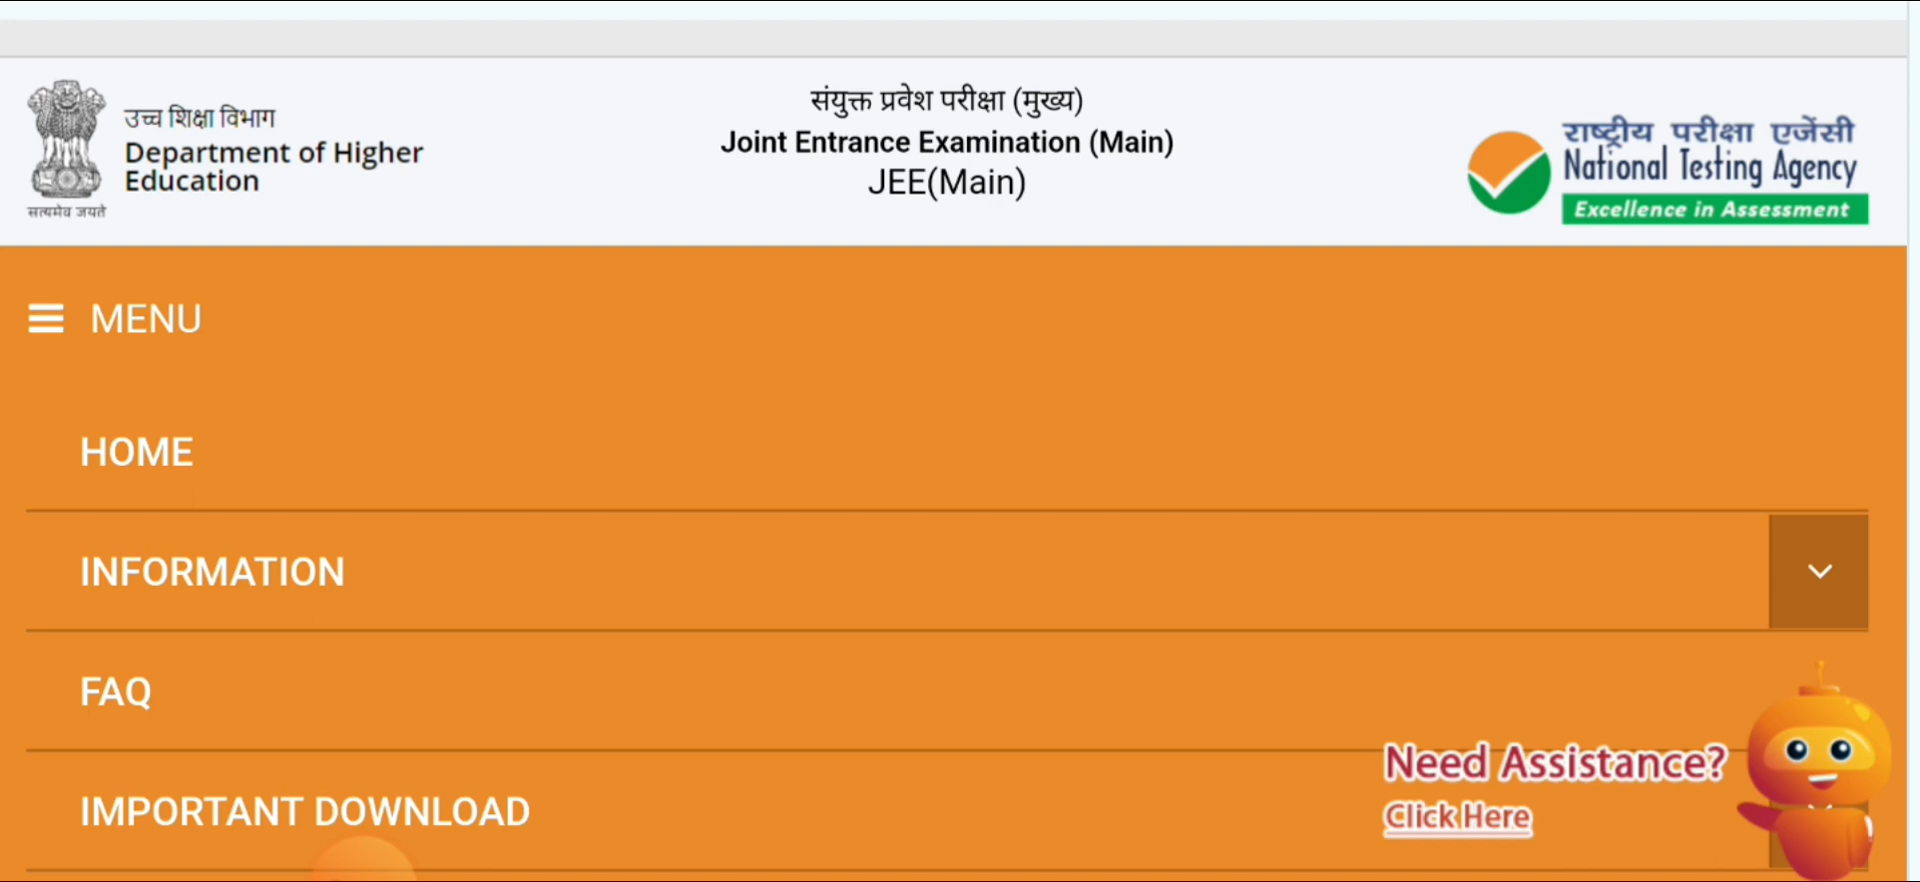 उच्च शिक्षा विभाग
Department of Higher
Education
सत्यमेव जयते
संयुक्त प्रवेश परीक्षा (मुख्य)
Joint Entrance Examination (Main)
JEE(Main)
राष्ट्रीय परीक्षा एजेंसी
National Testing Agency
Excellence in Assessment
MENU
HOME
INFORMATION
FAQ
Need Assistance?
Click Here
IMPORTANT DOWNLOAD